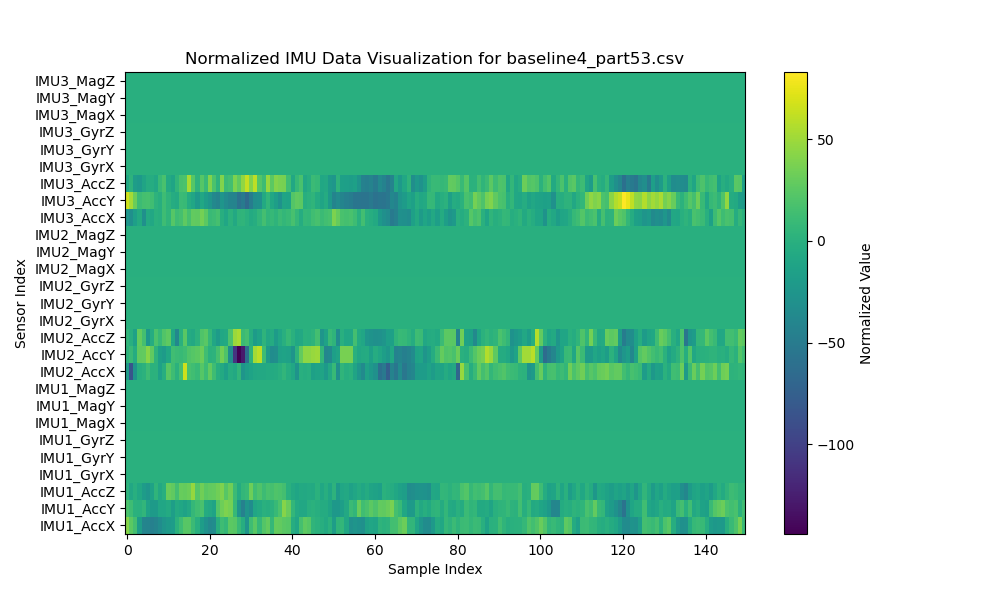 Normalized IMU Data Visualization for baseline4_part53.csv
IMU3_MagZ
IMU3_MagY
IMU3_MagX
IMU3_GyrZ
IMU3_GyrY
IMU3_GyrX
IMU3_AccZ
IMU3_AccY
IMU3_AccX
IMU2_MagZ
IMU2_MagY
IMU2_MagX
IMU2_GyrZ
IMU2_GyrY
IMU2_GyrX
IMU2_AccZ
IMU2_AccY
IMU2_AccX
IMU1_MagZ
IMU1_MagY
IMU1_MagX
IMU1_GyrZ
IMU1_GyrY
IMU1_GyrX
IMU1_AccZ
IMU1_AccY
IMU1_AccX
Sensor Index
0 20 40 60 80 100 120 140
Sample Index
50
0
−50
−100
Normalized Value